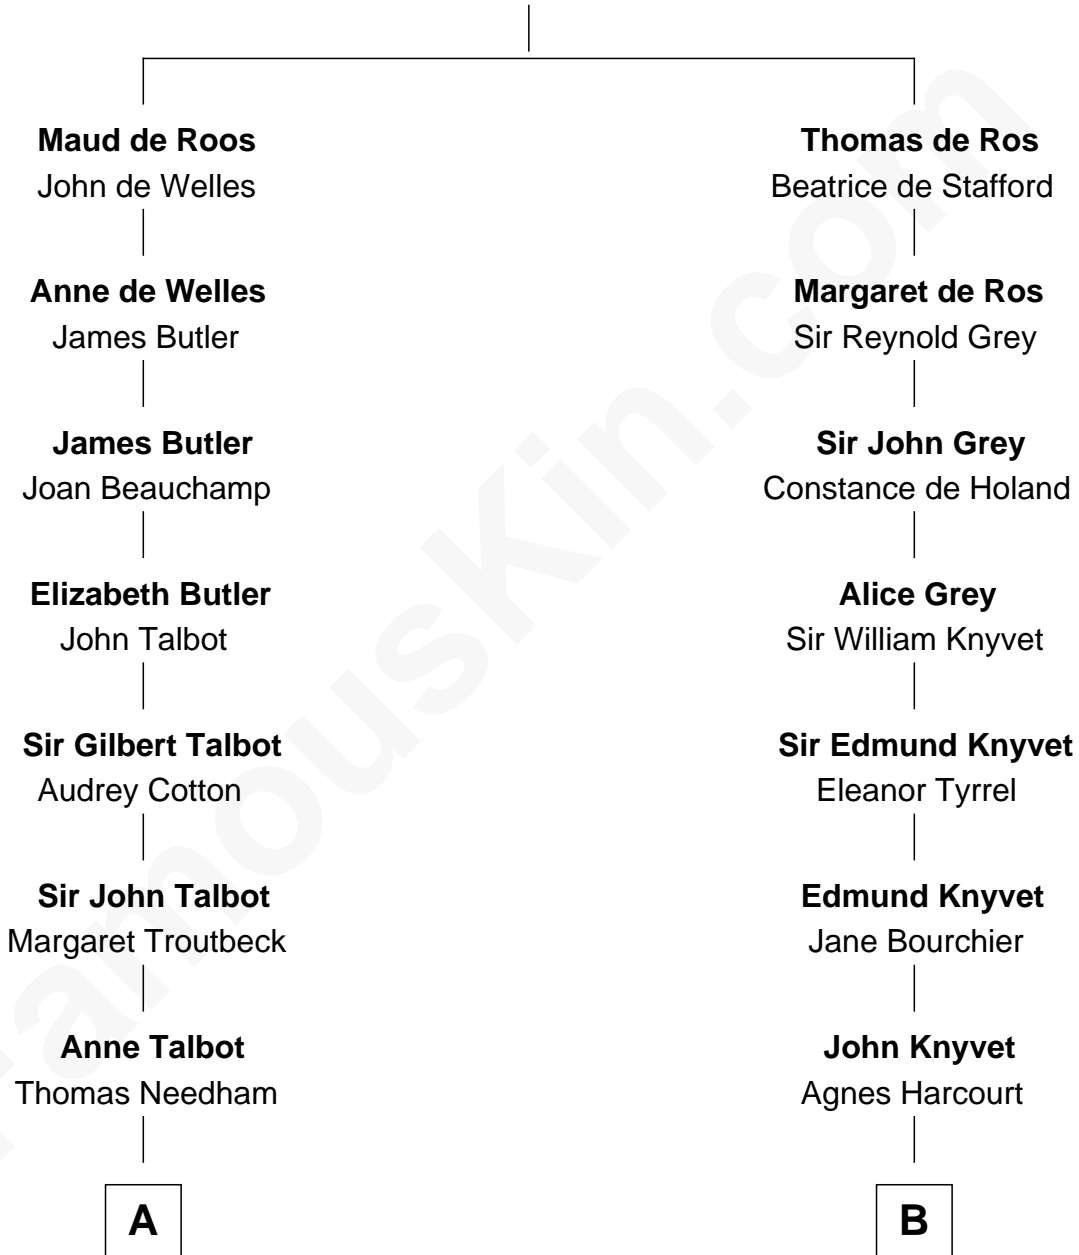 Maud de Roos
John de Welles
Anne de Welles
James Butler
James Butler
Joan Beauchamp
Elizabeth Butler
John Talbot
Sir Gilbert Talbot
Audrey Cotton
Sir John Talbot
Margaret Troutbeck
Anne Talbot
Thomas Needham
A
Thomas de Ros
Beatrice de Stafford
Margaret de Ros
Sir Reynold Grey
Sir John Grey
Constance de Holand
Alice Grey
Sir William Knyvet
Sir Edmund Knyvet
Eleanor Tyrrel
Edmund Knyvet
Jane Bourchier
John Knyvet
Agnes Harcourt
B
FamousKin.com